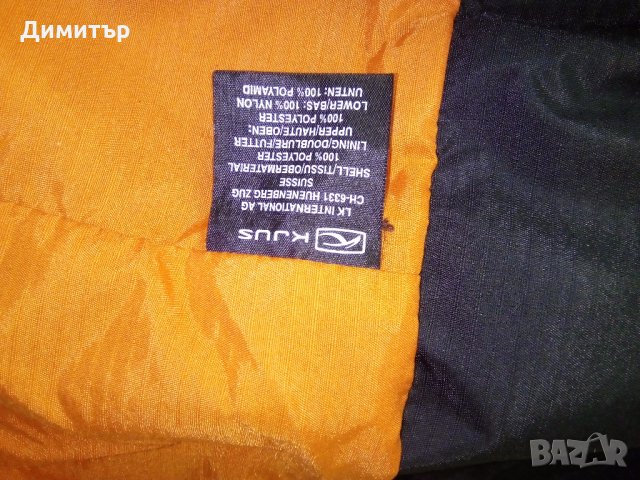 Димитър
KJUS
LK INTERNATIONAL AG
CH-6331 HUENENBERG ZUG
SUISSE
SHELL/TISSU/OBERMATERIAL
100% POLYESTER
LINING/DOUBLURE/FUTTER
UPPER/HAUTE/OBEN:
100% POLYESTER
LOWER/BAS: 100% NYLON
UNTEN: 100% POLYAMID
BAZAR